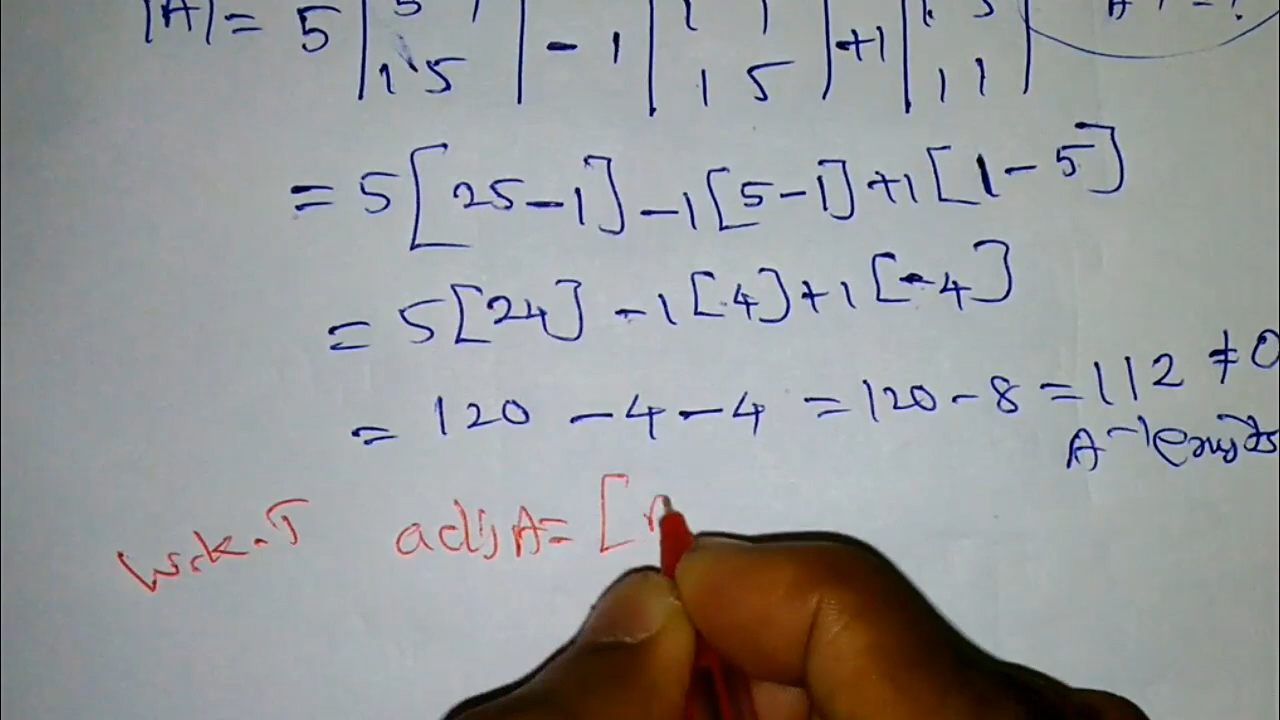 |A| = 5 | 5 1 | - 1 | 1 1 | + 1 | 1 5 |
1 5 1 5 1 1
= 5 [ 25 - 1 ] - 1 [ 5 - 1 ] + 1 [ 1 - 5 ]
= 5 [ 24 ] - 1 [ 4 ] + 1 [ -4 ]
= 120 - 4 - 4 = 120 - 8 = 112 ≠ 0
A⁻¹ exists
W.K.T adj A = [